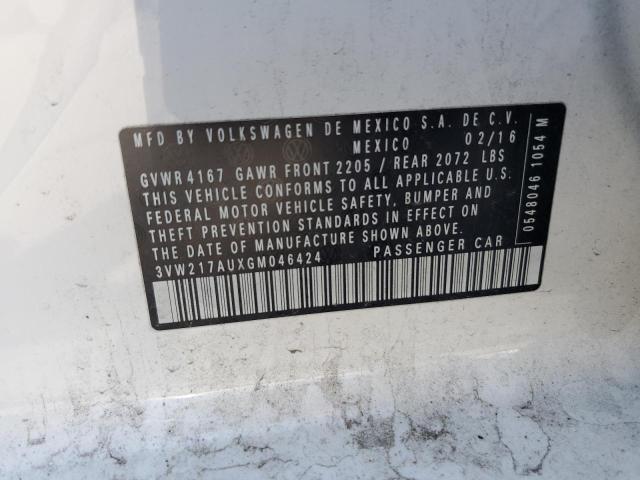 MFD BY VOLKSWAGEN DE MEXICO S.A. DE C.V.
MEXICO 02/16
GVWR 4167 GAWR FRONT 2205 / REAR 2072 LBS
THIS VEHICLE CONFORMS TO ALL APPLICABLE U.S.
FEDERAL MOTOR VEHICLE SAFETY, BUMPER, AND
THEFT PREVENTION STANDARDS IN EFFECT ON
THE DATE OF MANUFACTURE SHOWN ABOVE.
3VW217AUXGM046424 PASSENGER CAR
0548046 1054 M